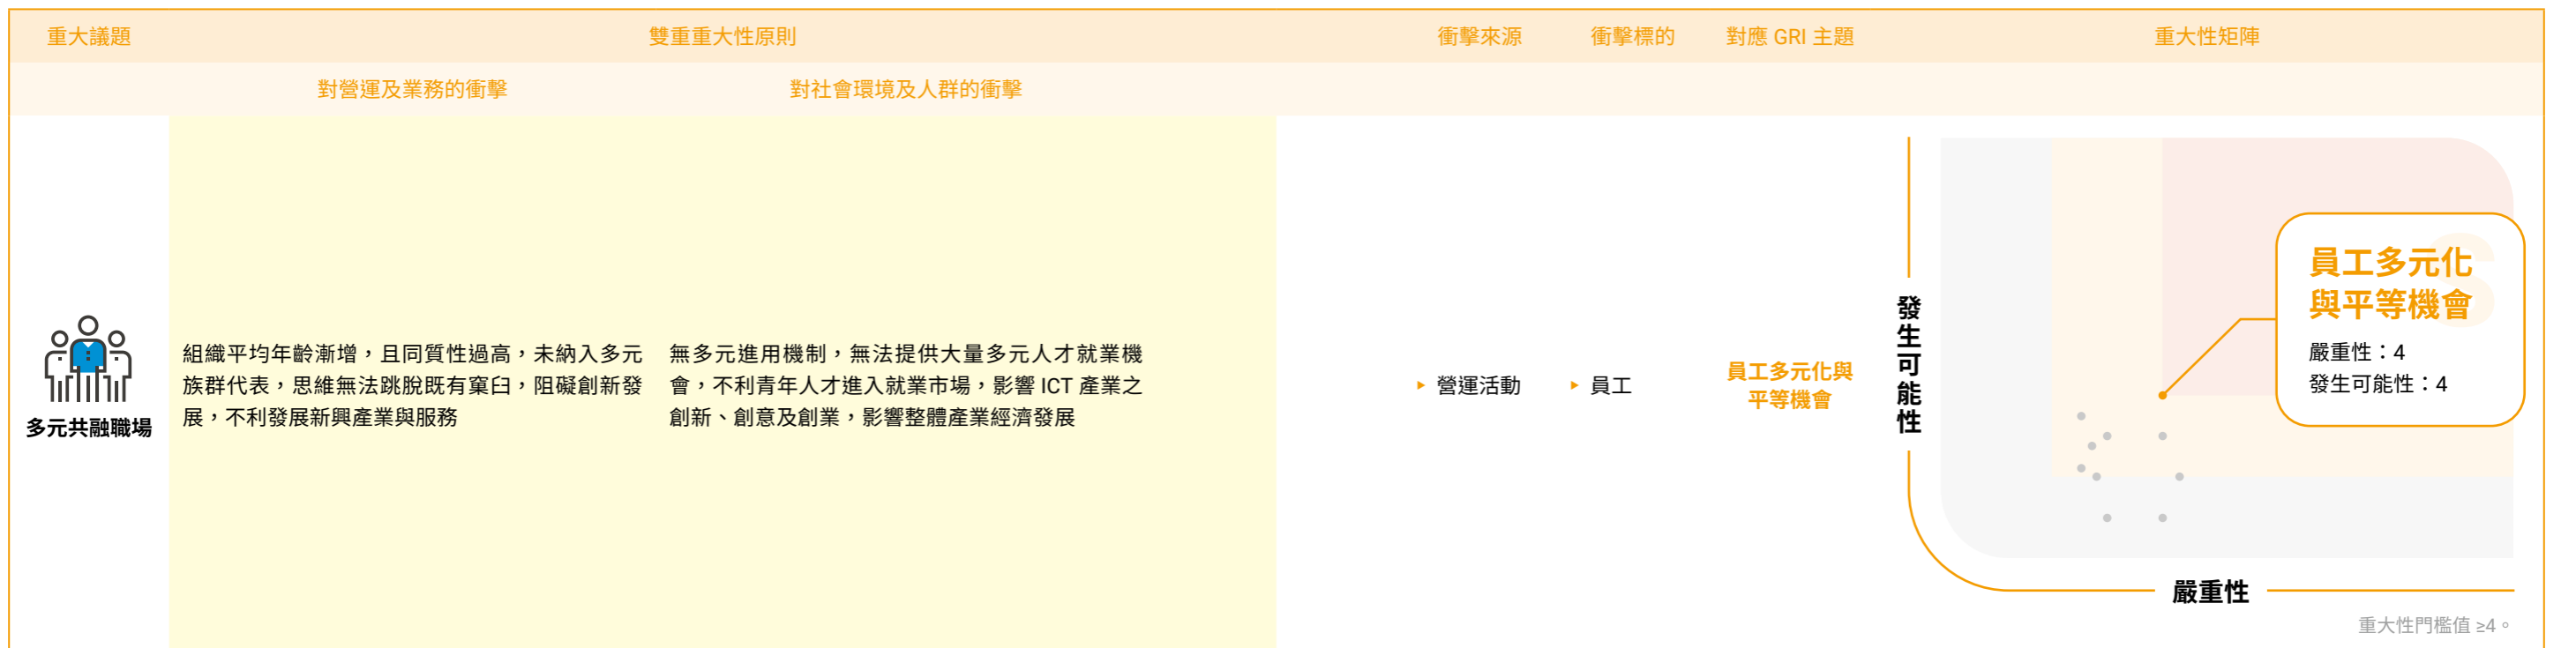 重大議題
雙重重大性原則
衝擊來源
衝擊標的
對應 GRI 主題
重大性矩陣
對營運及業務的衝擊
對社會環境及人群的衝擊
多元共融職場
組織平均年齡漸增，且同質性過高，未納入多元
族群代表，思維無法跳脫既有窠臼，阻礙創新發
展，不利發展新興產業與服務
無多元進用機制，無法提供大量多元人才就業機
會，不利青年人才進入就業市場，影響 ICT 產業之
創新、創意及創業，影響整體產業經濟發展
營運活動
員工
員工多元化與
平等機會
發生可能性
S
員工多元化
與平等機會
嚴重性：4
發生可能性：4
嚴重性
重大性門檻值 ≥4。